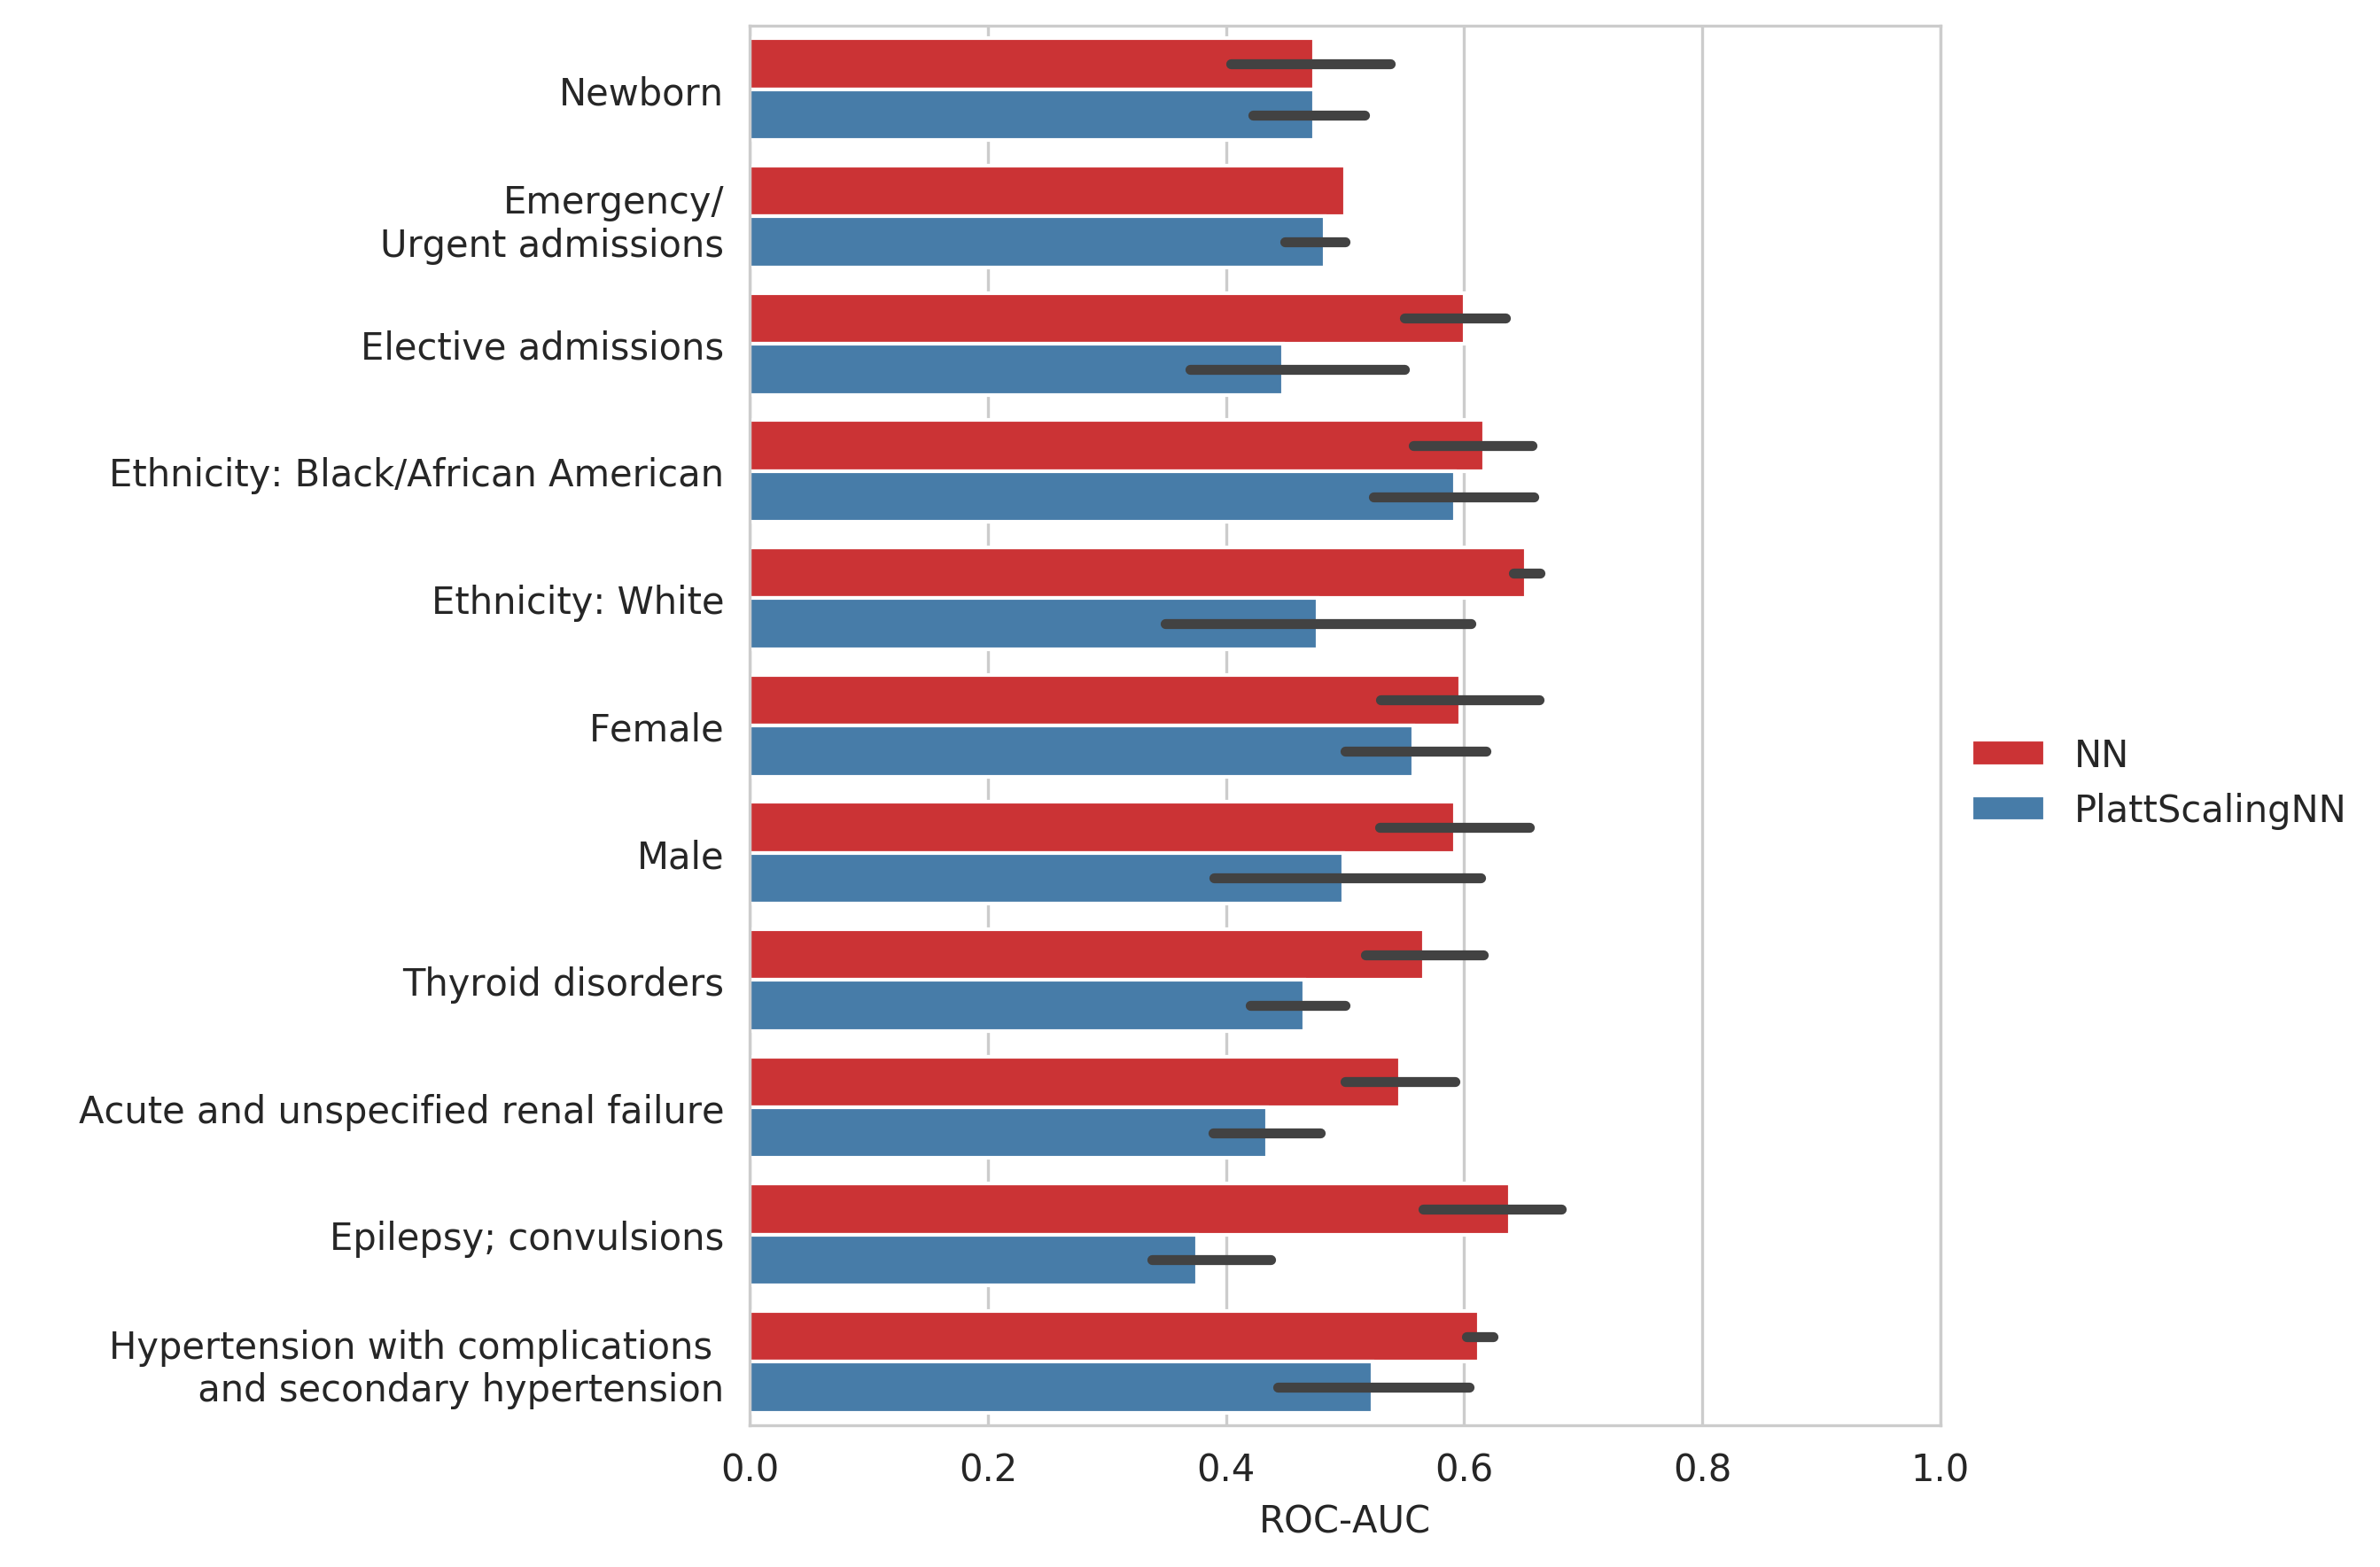 Newborn
Emergency/
Urgent admissions
Elective admissions
Ethnicity: Black/African American
Ethnicity: White
Female
Male
Thyroid disorders
Acute and unspecified renal failure
Epilepsy; convulsions
Hypertension with complications
and secondary hypertension
0.0 0.2 0.4 0.6 0.8 1.0
ROC-AUC
NN
PlattScalingNN